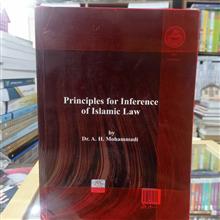 Principles for Inference
of Islamic Law
by
Dr. A. H. Mohammadi